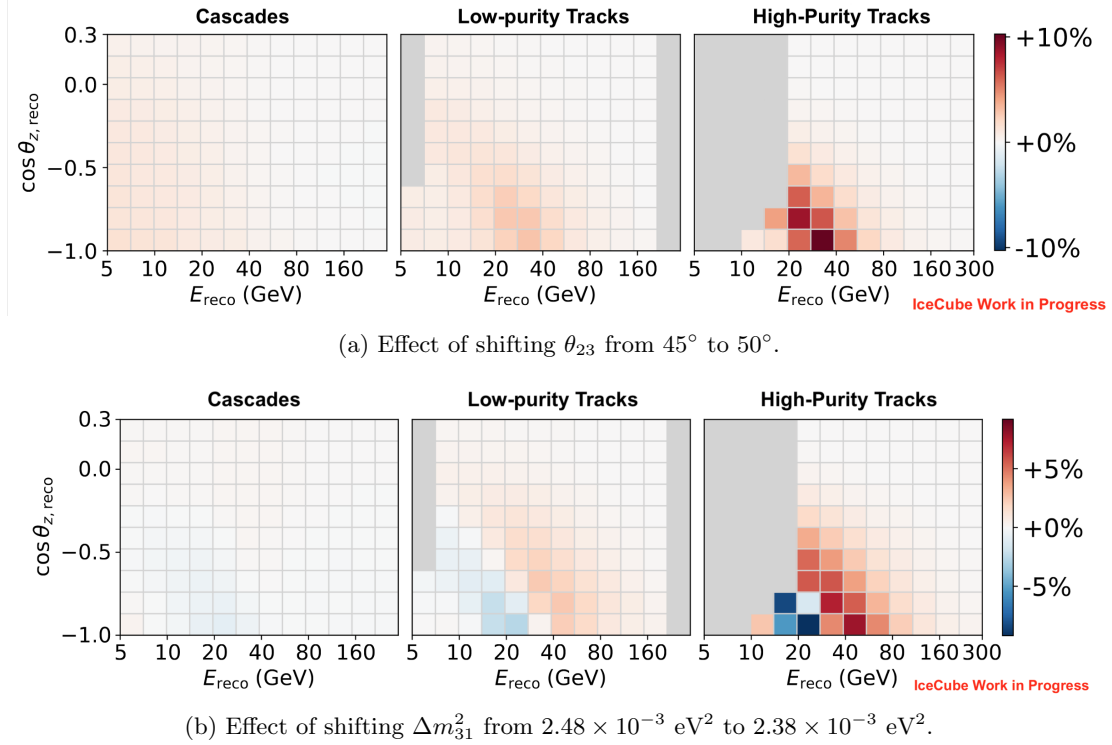 Cascades Low-purity Tracks High-Purity Tracks
0.3 0.0 −0.5 −1.0
cos θz,reco
5 10 20 40 80 160
5 10 20 40 80 160
5 10 20 40 80 160 300
Ereco (GeV) Ereco (GeV) Ereco (GeV)
+10% +0% -10%
IceCube Work in Progress
(a) Effect of shifting θ23 from 45° to 50°.
Cascades Low-purity Tracks High-Purity Tracks
0.3 0.0 −0.5 −1.0
cos θz,reco
5 10 20 40 80 160
5 10 20 40 80 160
5 10 20 40 80 160 300
Ereco (GeV) Ereco (GeV) Ereco (GeV)
+5% +0% -5%
IceCube Work in Progress
(b) Effect of shifting Δm²31 from 2.48 × 10⁻³ eV² to 2.38 × 10⁻³ eV².